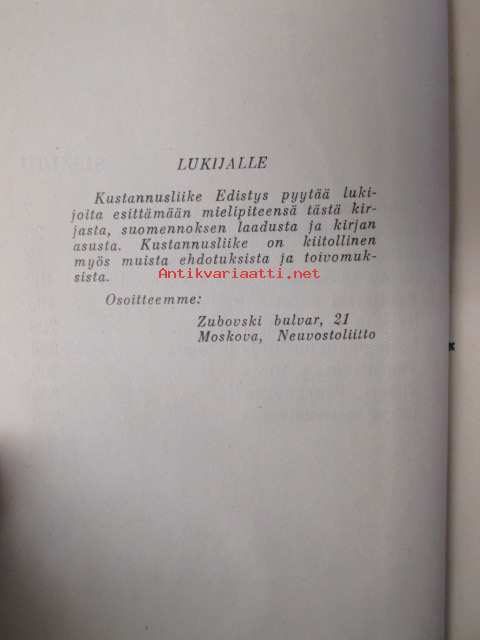 LUKIJALLE
Kustannusliike Edistys pyytää luki-
joita esittämään mielipiteensä tästä kir-
jasta, suomennoksen laadusta ja kirjan
asusta. Kustannusliike on kiitollinen
myös muista ehdotuksista ja toivomuk-
sista.
Antikvariaatti.net
Osoitteemme:
Zubovski bulvar, 21
Moskova, Neuvostoliitto